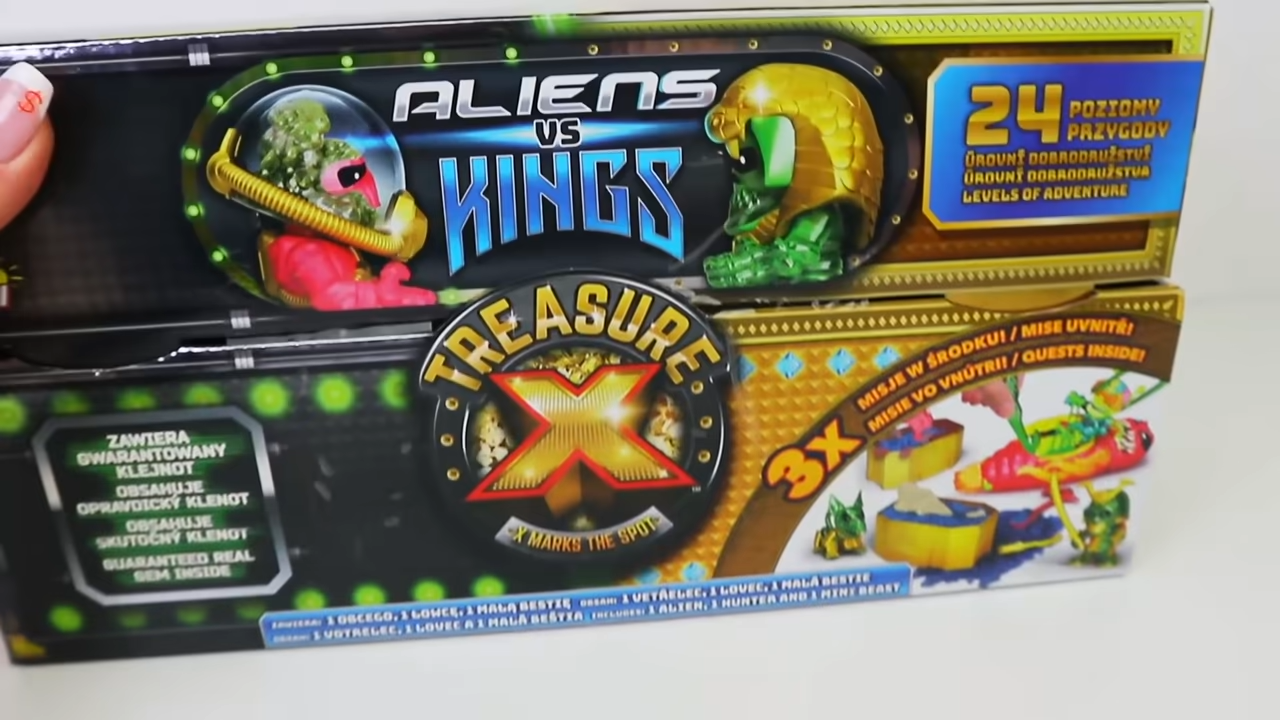 ALIENS
VS
KINGS
24 POZIOMY
PRZYGODY
ÚROVNÍ DOBRODRUŽSTVÍ
ÚROVNÍ DOBRODRUŽSTVA
LEVELS OF ADVENTURE
TREASURE
X
X MARKS THE SPOT
TM
ZAWIERA
GWARANTOWANY
KLEJNOT
OBSAHUJE
OPRAVDICKÝ KLENOT
OBSAHUJE
SKUTOČNÝ KLENOT
GUARANTEED REAL
GEM INSIDE
3X
MISJE W ŚRODKU! / MISE UVNITŘ!
MISIE VO VNÚTRI! / QUESTS INSIDE!
ZAWIERA: 1 OBCEGO, 1 ŁOWCĘ, 1 MAŁĄ BESTIĘ OBSAH: 1 VETŘELEC, 1 LOVEC, 1 MALÁ BESTIE
OBSAH: 1 VOTRELEC, 1 LOVEC A 1 MALÁ BEŠTIA INCLUDES: 1 ALIEN, 1 HUNTER AND 1 MINI BEAST
$